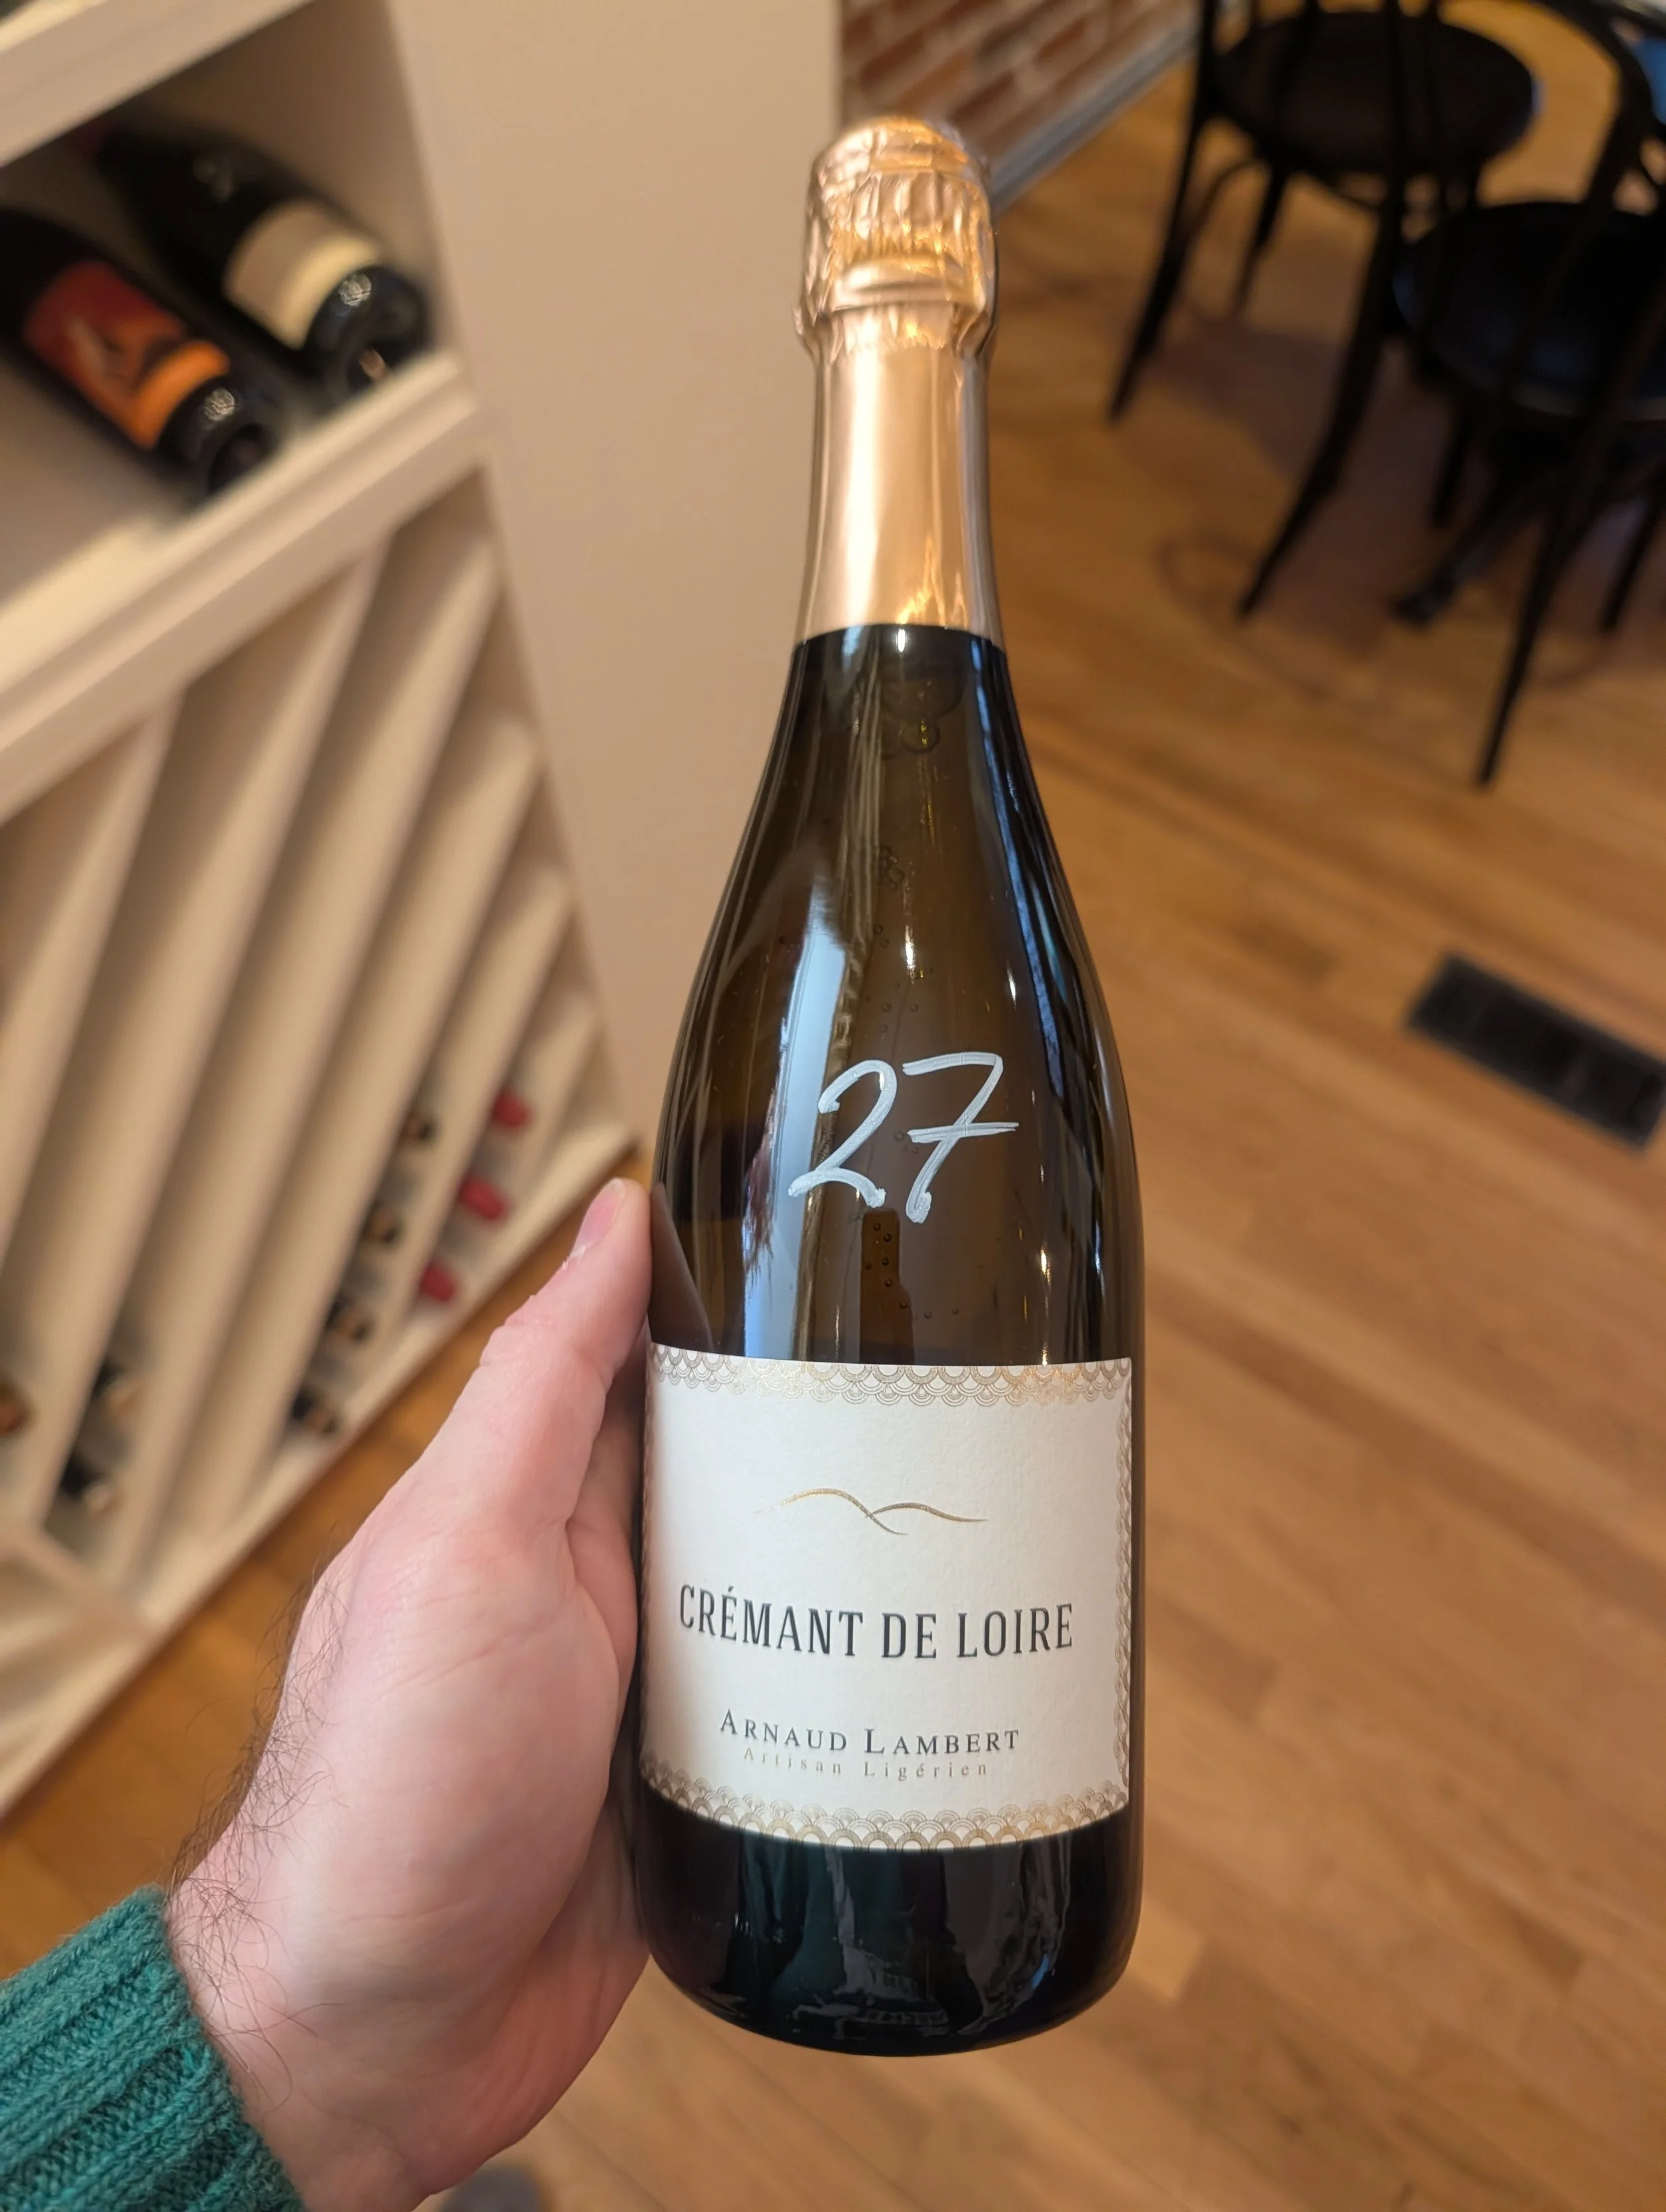 27
CRÉMANT DE LOIRE
ARNAUD LAMBERT
Artisan Ligérien